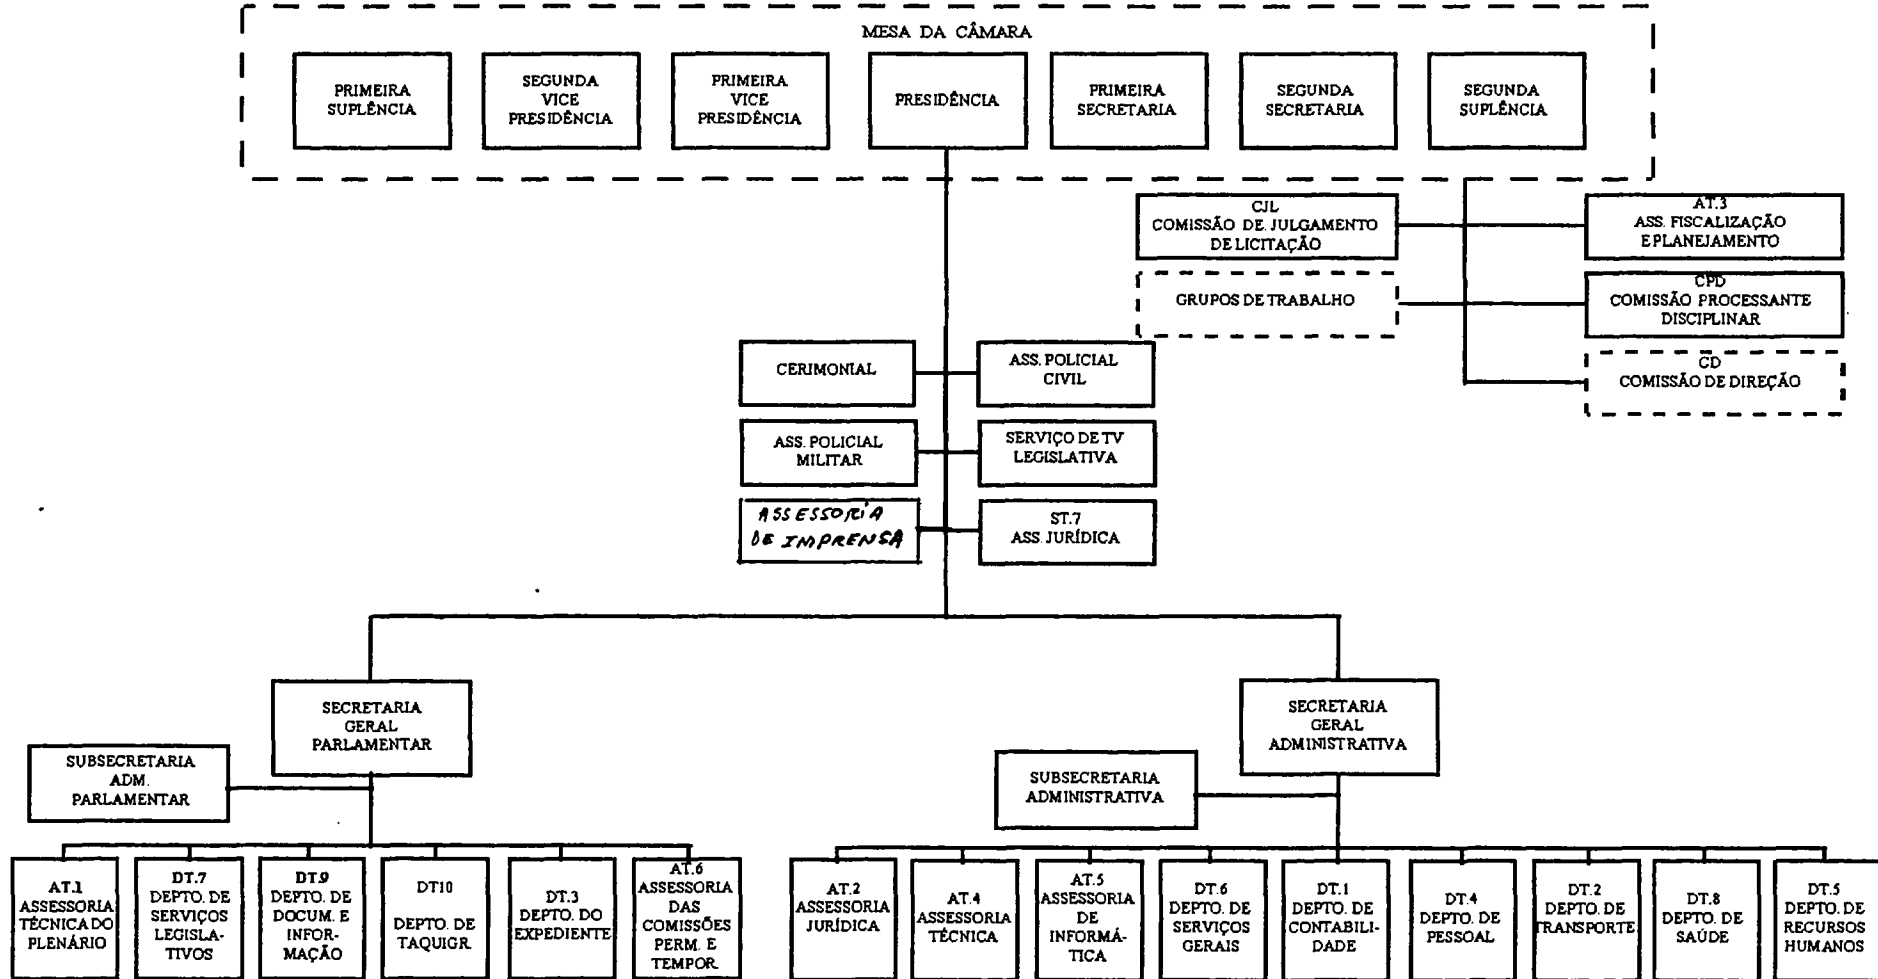 MESA DA CÂMARA
PRIMEIRA
SUPLÊNCIA
SEGUNDA
VICE
PRESIDÊNCIA
PRIMEIRA
VICE
PRESIDÊNCIA
PRESIDÊNCIA
PRIMEIRA
SECRETARIA
SEGUNDA
SECRETARIA
SEGUNDA
SUPLÊNCIA
CJL
COMISSÃO DE JULGAMENTO
DE LICITAÇÃO
AT.3
ASS. FISCALIZAÇÃO
E PLANEJAMENTO
GRUPOS DE TRABALHO
CPD
COMISSÃO PROCESSANTE
DISCIPLINAR
CD
COMISSÃO DE DIREÇÃO
CERIMONIAL
ASS. POLICIAL
CIVIL
ASS. POLICIAL
MILITAR
SERVIÇO DE TV
LEGISLATIVA
ASSESSORÍA
DE IMPRENSA
ST.7
ASS. JURÍDICA
SECRETARIA
GERAL
PARLAMENTAR
SECRETARIA
GERAL
ADMINISTRATIVA
SUBSECRETARIA
ADM.
PARLAMENTAR
SUBSECRETARIA
ADMINISTRATIVA
AT.1
ASSESSORIA
TÉCNICA DO
PLENÁRIO
DT.7
DEPTO. DE
SERVIÇOS
LEGISLA-
TIVOS
DT.9
DEPTO. DE
DOCUM. E
INFOR-
MAÇÃO
DT10
DEPTO. DE
TAQUIGR.
DT.3
DEPTO. DO
EXPEDIENTE
AT.6
ASSESSORIA
DAS
COMISSÕES
PERM. E
TEMPOR.
AT.2
ASSESSORIA
JURÍDICA
AT.4
ASSESSORIA
TÉCNICA
AT.5
ASSESSORIA
DE
INFORMÁ-
TICA
DT.6
DEPTO. DE
SERVIÇOS
GERAIS
DT.1
DEPTO. DE
CONTABILI-
DADE
DT.4
DEPTO. DE
PESSOAL
DT.2
DEPTO. DE
TRANSPORTE
DT.8
DEPTO. DE
SAÚDE
DT.5
DEPTO. DE
RECURSOS
HUMANOS